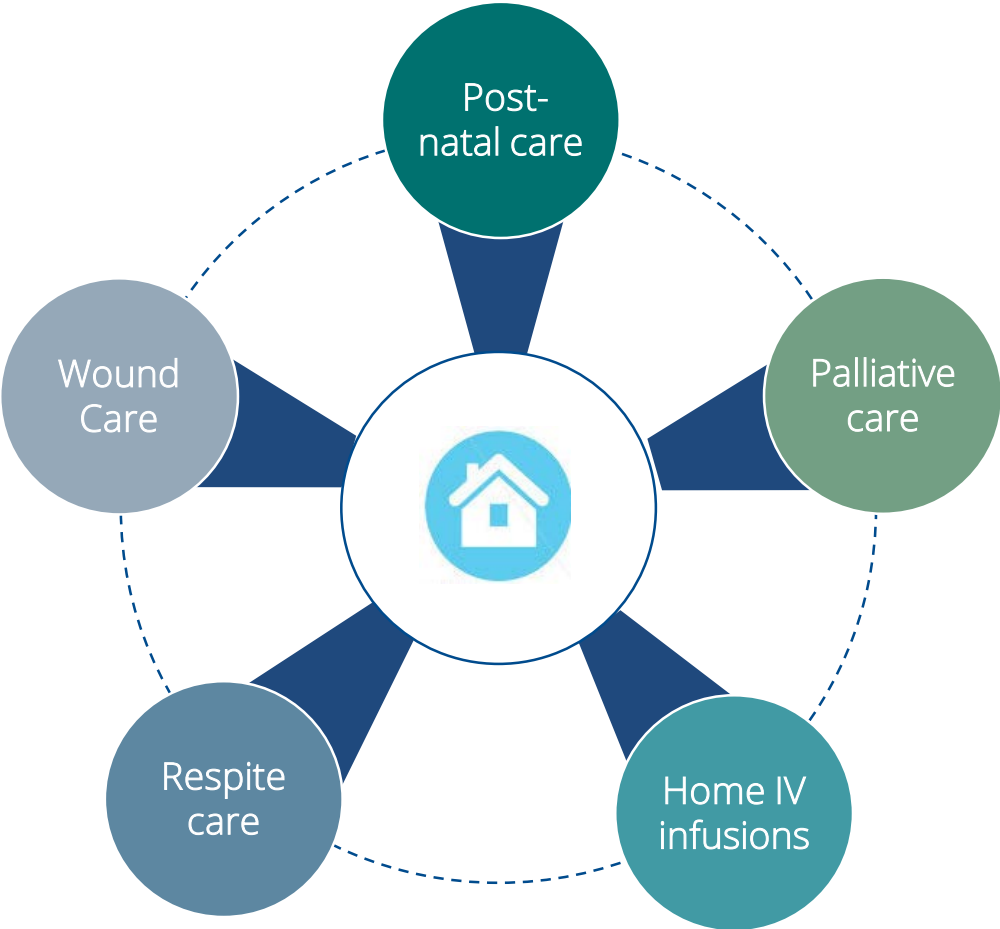 Post-
natal care
Palliative
care
Home IV
infusions
Respite
care
Wound
Care